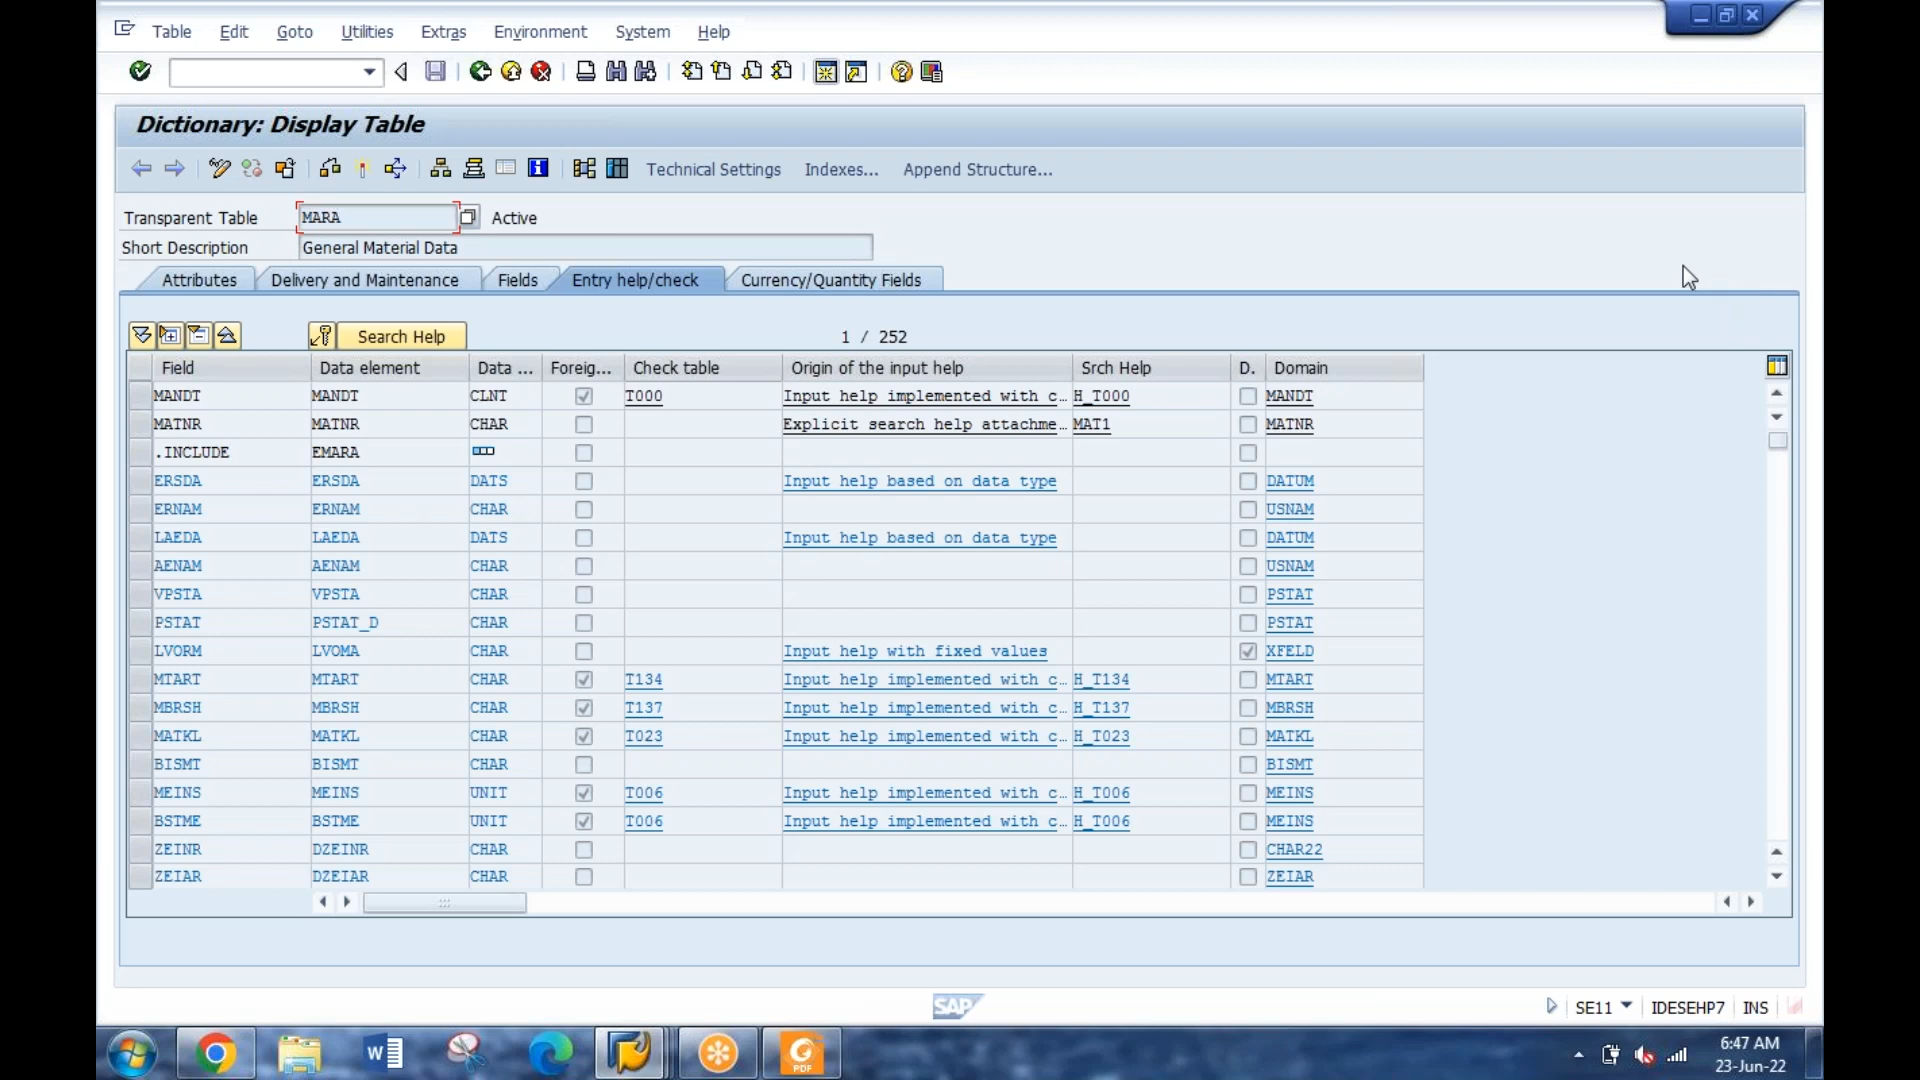 Table Edit Goto Utilities Extras Environment System Help
Dictionary: Display Table
Technical Settings Indexes... Append Structure...
Transparent Table MARA Active
Short Description General Material Data
Attributes Delivery and Maintenance Fields Entry help/check Currency/Quantity Fields
Search Help 1 / 252
Field Data element Data ... Foreig... Check table Origin of the input help Srch Help D. Domain
MANDT MANDT CLNT T000 Input help implemented with c... H_T000 MANDT
MATNR MATNR CHAR Explicit search help attachme... MAT1 MATNR
.INCLUDE EMARA
ERSDA ERSDA DATS Input help based on data type DATUM
ERNAM ERNAM CHAR USNAM
LAEDA LAEDA DATS Input help based on data type DATUM
AENAM AENAM CHAR USNAM
VPSTA VPSTA CHAR PSTAT
PSTAT PSTAT_D CHAR PSTAT
LVORM LVOMA CHAR Input help with fixed values XFELD
MTART MTART CHAR T134 Input help implemented with c... H_T134 MTART
MBRSH MBRSH CHAR T137 Input help implemented with c... H_T137 MBRSH
MATKL MATKL CHAR T023 Input help implemented with c... H_T023 MATKL
BISMT BISMT CHAR BISMT
MEINS MEINS UNIT T006 Input help implemented with c... H_T006 MEINS
BSTME BSTME UNIT T006 Input help implemented with c... H_T006 MEINS
ZEINR DZEINR CHAR CHAR22
ZEIAR DZEIAR CHAR ZEIAR
SAP SE11 IDESEHP7 INS
W PDF 6:47 AM
23-Jun-22